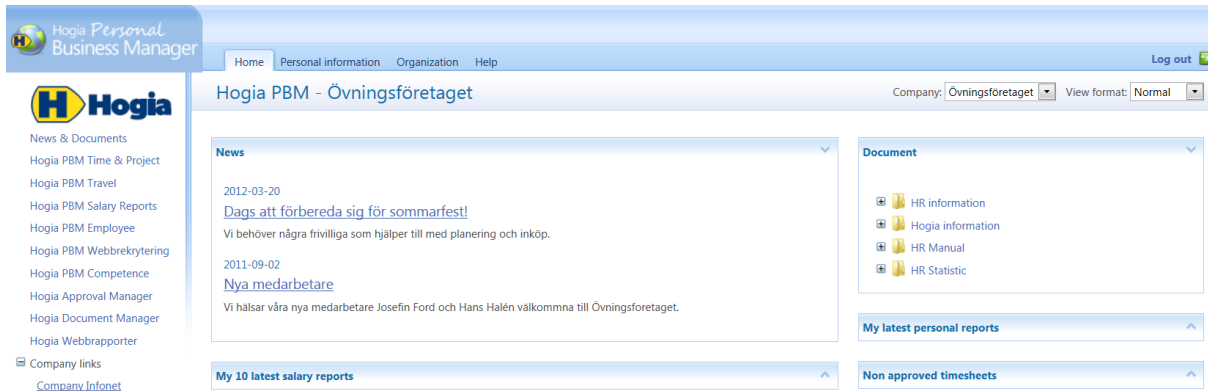 Hogia Personal
Business Manager
Home Personal information Organization Help
Log out
Hogia
Hogia PBM - Övningsföretaget
Company: Övningsföretaget View format: Normal
News & Documents
Hogia PBM Time & Project
Hogia PBM Travel
Hogia PBM Salary Reports
Hogia PBM Employee
Hogia PBM Webbrekrytering
Hogia PBM Competence
Hogia Approval Manager
Hogia Document Manager
Hogia Webbrapporter
Company links
Company Infonet
News
2012-03-20
Dags att förbereda sig för sommarfest!
Vi behöver några frivilliga som hjälper till med planering och inköp.
2011-09-02
Nya medarbetare
Vi hälsar våra nya medarbetare Josefin Ford och Hans Halén välkommna till Övningsforetaget.
My 10 latest salary reports
Document
HR information
Hogia information
HR Manual
HR Statistic
My latest personal reports
Non approved timesheets